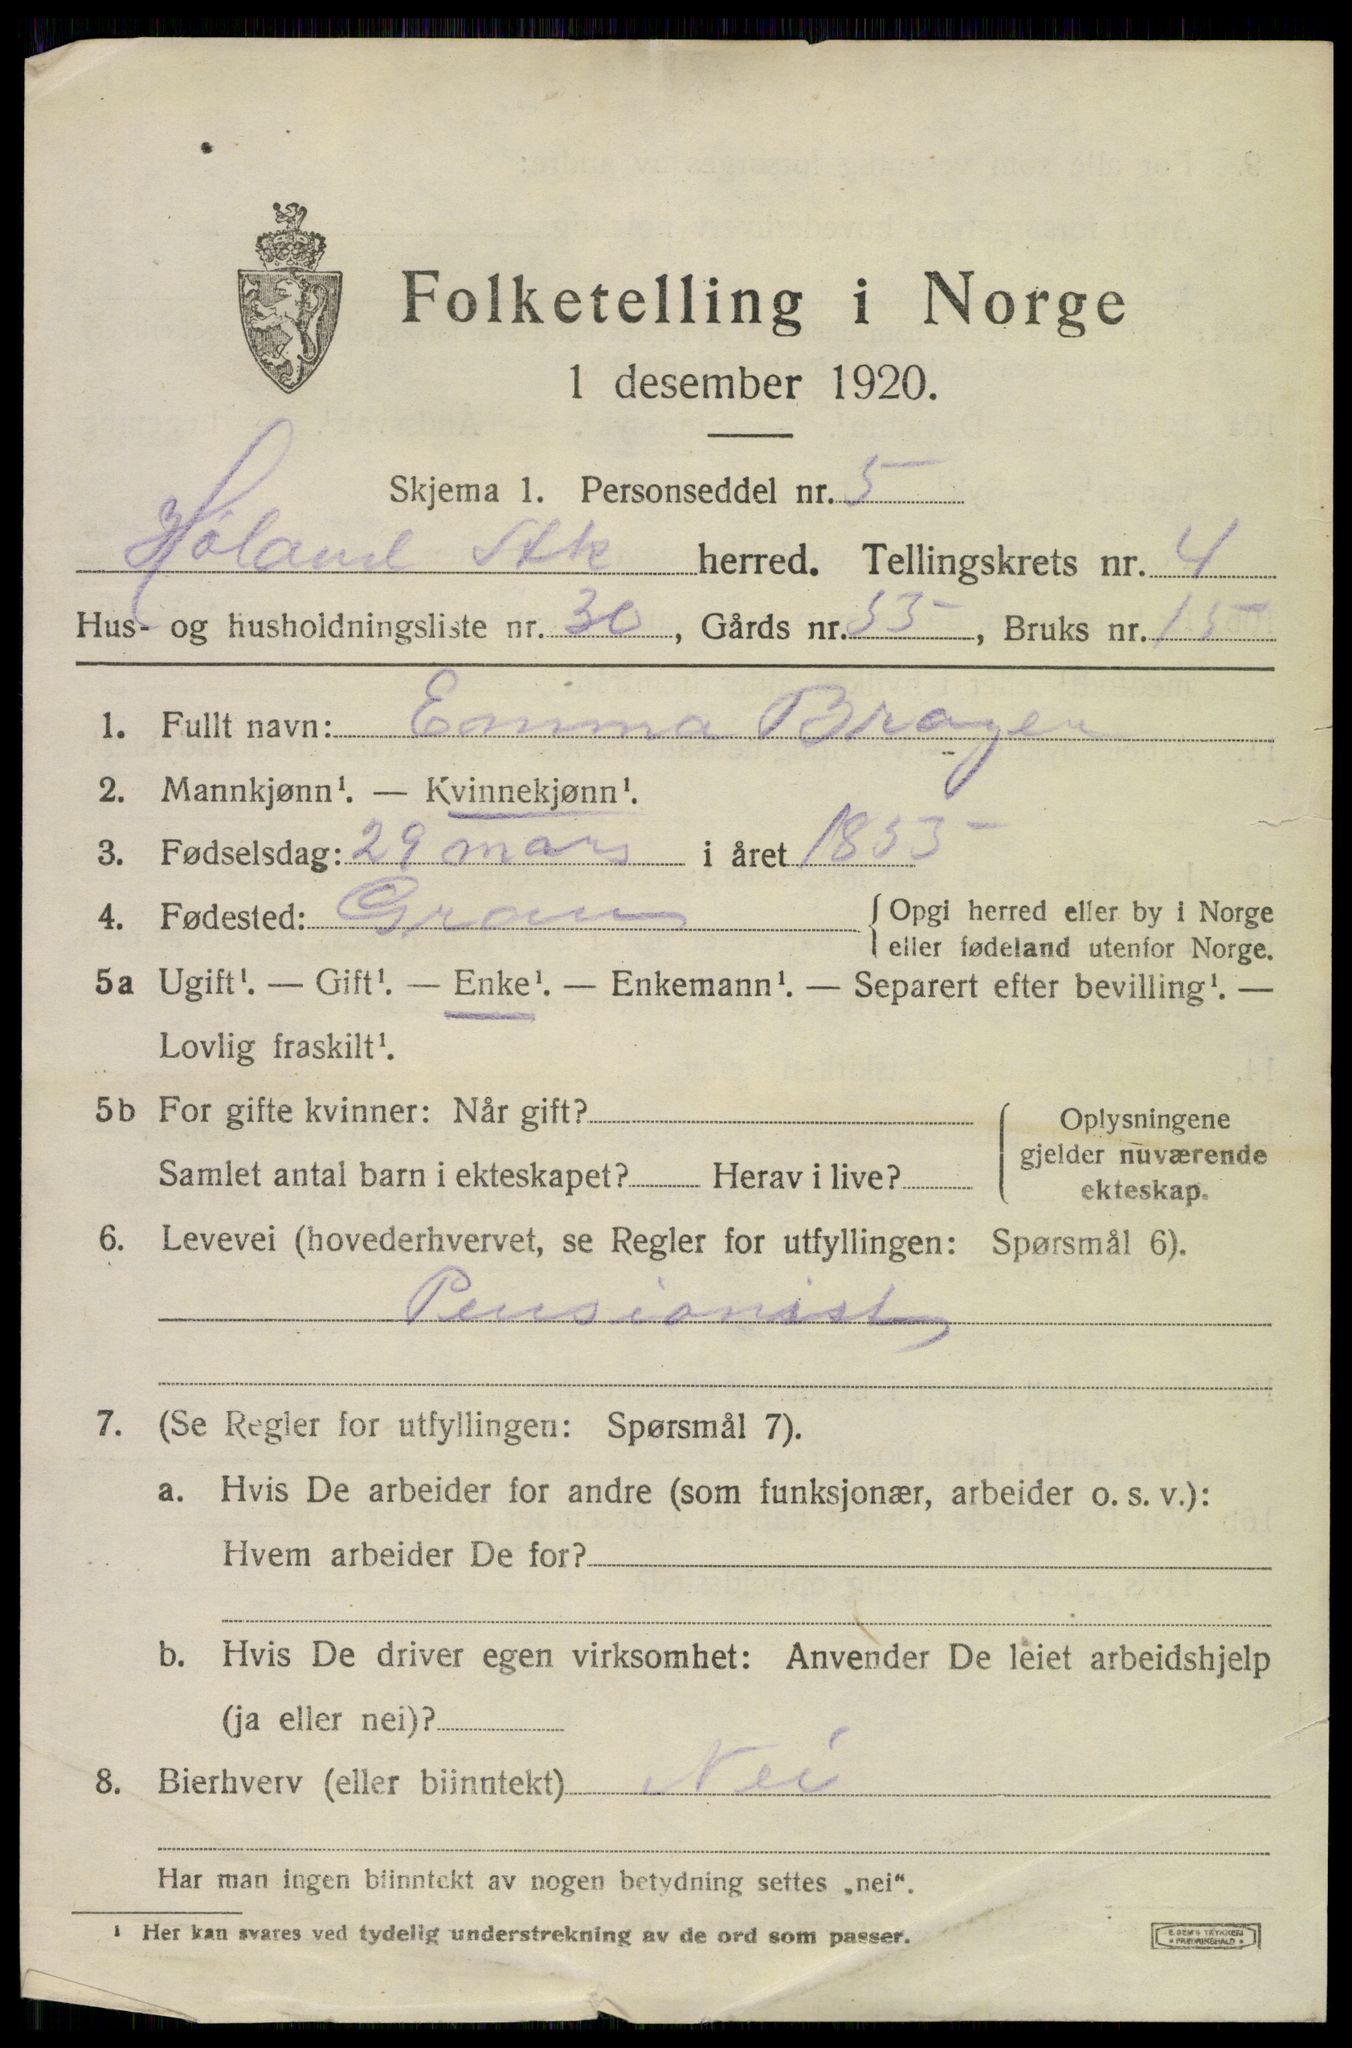 Folketelling i Norge
1 desember 1920.
Skjema 1. Personseddel nr. 5
Høland Ak herred. Tellingskrets nr. 4
Hus- og husholdningsliste nr. 30, Gårds nr. 55, Bruks nr. 15
1. Fullt navn: Emma Brager
2. Mannkjønn¹. — Kvinnekjønn¹.
3. Fødselsdag: 29 mars i året 1855
4. Fødested: Gran { Opgi herred eller by i Norge
eller fødeland utenfor Norge.
5a Ugift¹. — Gift¹. — Enke¹. — Enkemann¹. — Separert efter bevilling¹. —
Lovlig fraskilt¹.
5b For gifte kvinner: Når gift? Oplysningene
gjelder nuværende
Samlet antal barn i ekteskapet? Herav i live? ekteskap.
6. Levevei (hovederhvervet, se Regler for utfyllingen: Spørsmål 6).
Pensionist
7. (Se Regler for utfyllingen: Spørsmål 7).
a. Hvis De arbeider for andre (som funksjonær, arbeider o. s. v.):
Hvem arbeider De for?
b. Hvis De driver egen virksomhet: Anvender De leiet arbeidshjelp
(ja eller nei)?
8. Bierhverv (eller biinntekt) Nei
Har man ingen biinntekt av nogen betydning settes „nei“.
¹ Her kan svares ved tydelig understrekning av de ord som passer.
E. SEM'S TRYKKERI
• FREDRIKSHALD •